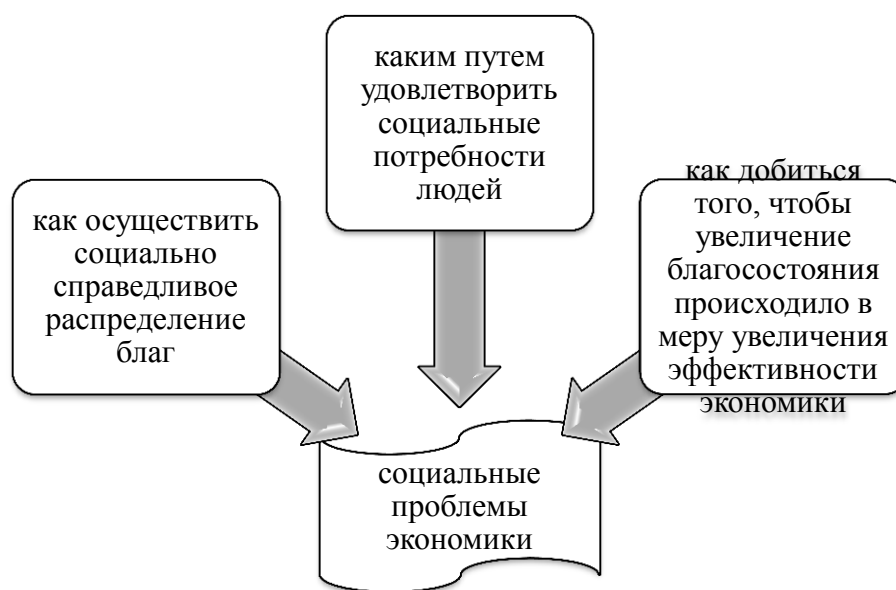 каким путем
удовлетворить
социальные
потребности
людей
как осуществить
социально
справедливое
распределение
благ
как добиться
того, чтобы
увеличение
благосостояния
происходило в
меру увеличения
эффективности
экономики
социальные
проблемы
экономики